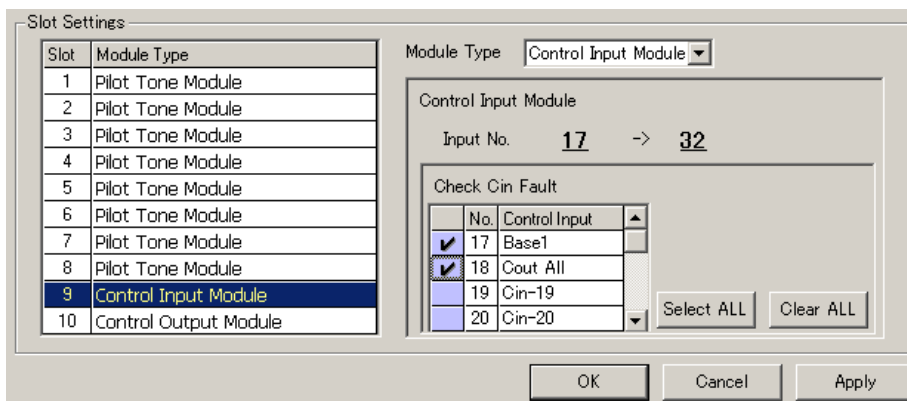 Slot Settings
Slot Module Type
1 Pilot Tone Module
2 Pilot Tone Module
3 Pilot Tone Module
4 Pilot Tone Module
5 Pilot Tone Module
6 Pilot Tone Module
7 Pilot Tone Module
8 Pilot Tone Module
9 Control Input Module
10 Control Output Module
Module Type Control Input Module
Control Input Module
Input No. 17 -> 32
Check Cin Fault
No. Control Input
17 Base1
18 Cout All
19 Cin-19
20 Cin-20
Select ALL Clear ALL
OK Cancel Apply